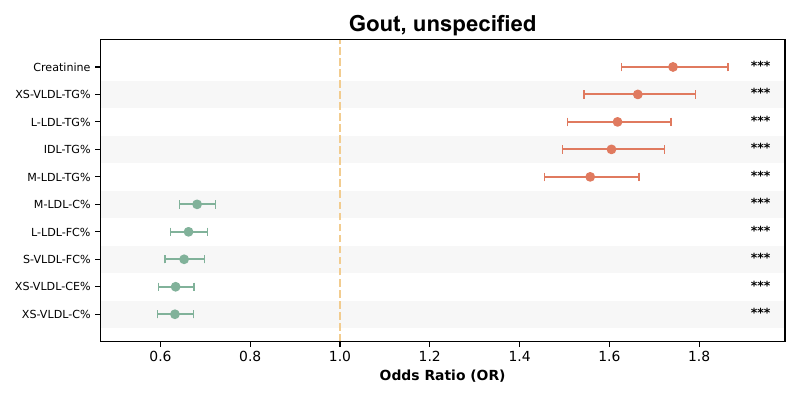 Gout, unspecified
Creatinine ***
XS-VLDL-TG% ***
L-LDL-TG% ***
IDL-TG% ***
M-LDL-TG% ***
M-LDL-C% ***
L-LDL-FC% ***
S-VLDL-FC% ***
XS-VLDL-CE% ***
XS-VLDL-C% ***
0.6 0.8 1.0 1.2 1.4 1.6 1.8
Odds Ratio (OR)